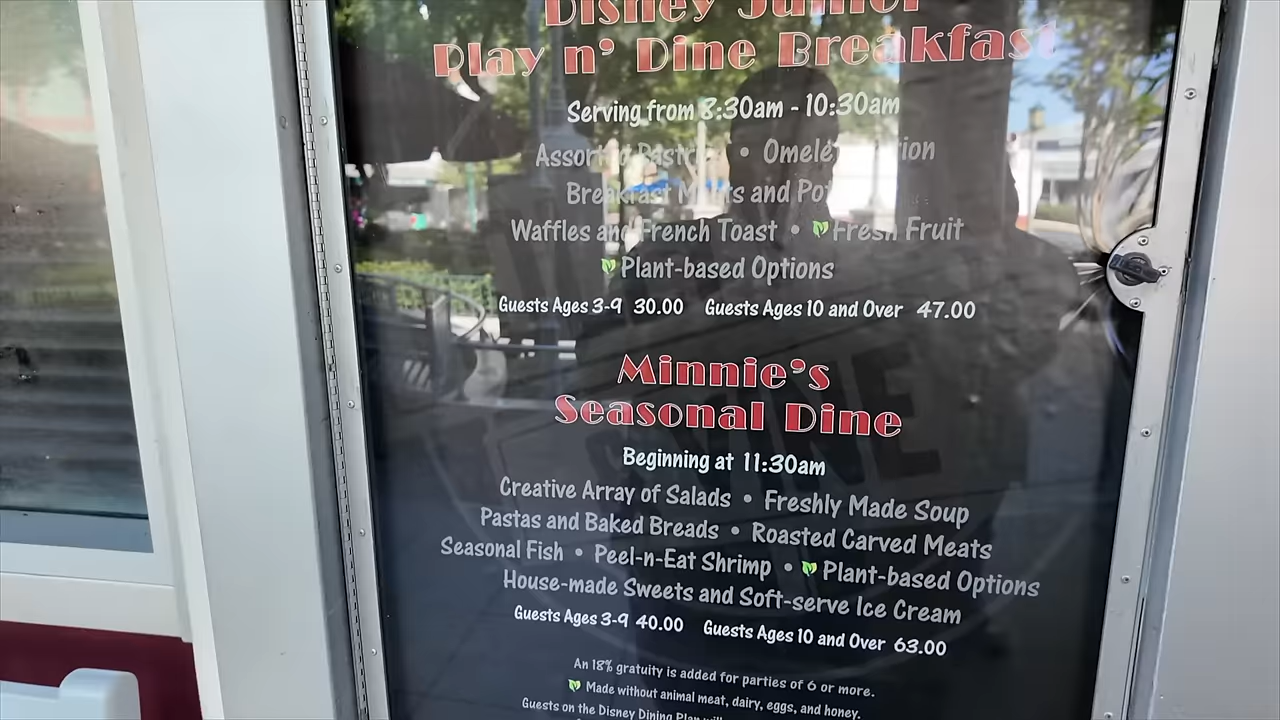 Disney Junior
Play n' Dine Breakfast
Serving from 8:30am - 10:30am
Assorted Pastries • Omelet
Breakfast Meats and
Waffles and French Toast • Fresh Fruit
Plant-based Options
Guests Ages 3-9 30.00 Guests Ages 10 and Over 47.00
Minnie's
Seasonal Dine
Beginning at 11:30am
Creative Array of Salads • Freshly Made Soup
Pastas and Baked Breads • Roasted Carved Meats
Seasonal Fish • Peel-n-Eat Shrimp • Plant-based Options
House-made Sweets and Soft-serve Ice Cream
Guests Ages 3-9 40.00 Guests Ages 10 and Over 63.00
An 18% gratuity is added for parties of 6 or more.
Made without animal meat, dairy, eggs, and honey.
Guests on the Disney Dining Plan will